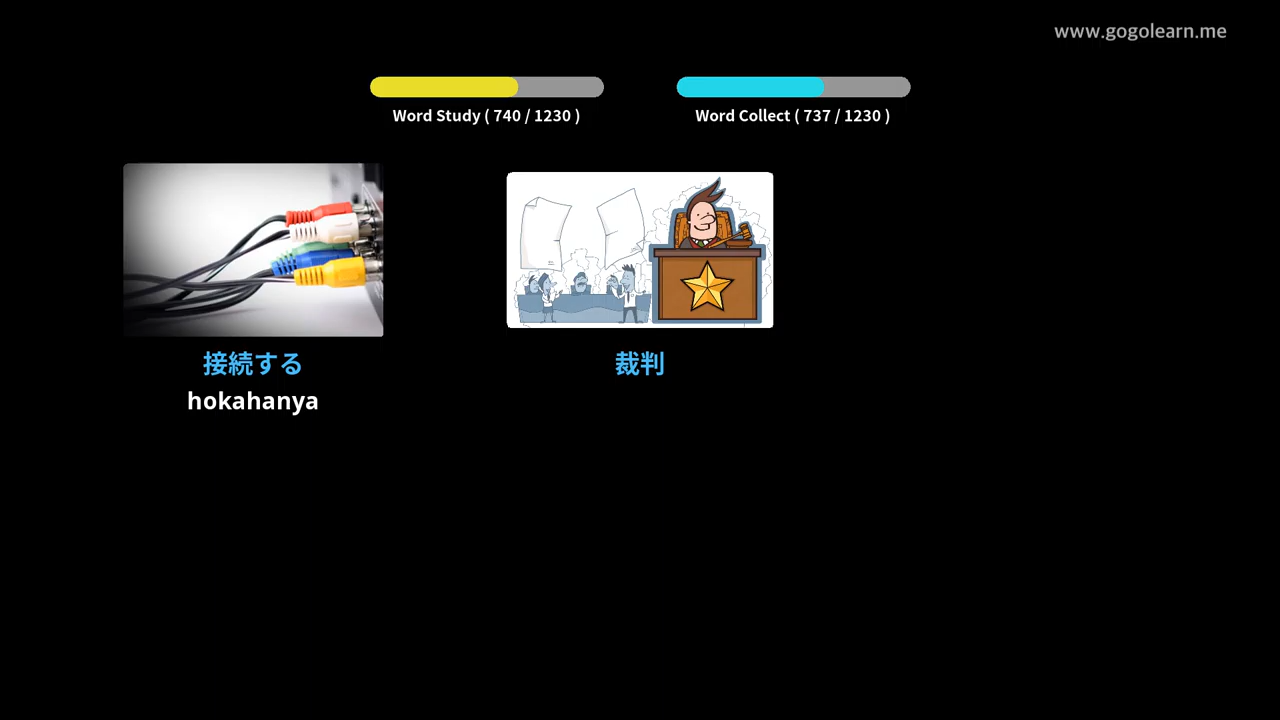 www.gogolearn.me
Word Study ( 740 / 1230 )
Word Collect ( 737 / 1230 )
接続する
hokahanya
裁判